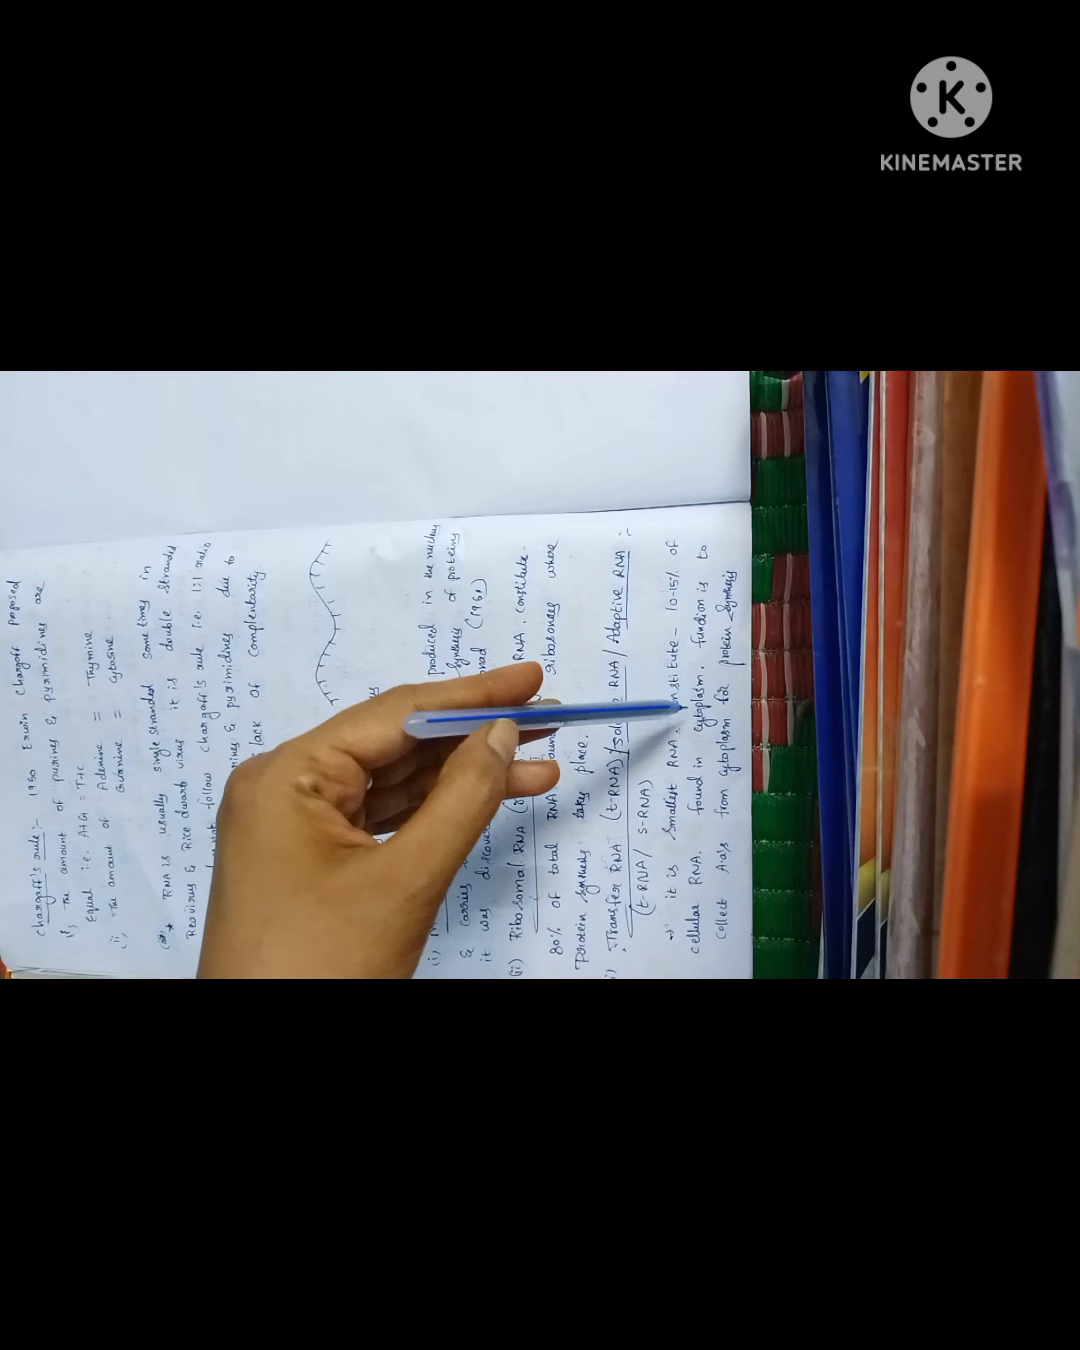 KINEMASTER
Chargaff's rule:- 1950 Erwin Chargaff proposed
the amount of purines & pyrimidines are
Equal i.e. A+G = T+C
(ii) The amount of Adenine = Thymine
Guanine = Cytosine
* RNA is usually single stranded some times in
Reovirus & Rice dwarf virus it is double stranded
follow chargaff's rule i.e. 1:1 ratio
& pyrimidines due to
lack of complentarity
(i) produced in the nucleus
& carries synthesis of proteins
it was (1961)
(ii) Ribosomal RNA RNA. constitute-
80% of total RNA. ribosomes where
Protein synthesis takes place.
Transfer RNA (t-RNA) / RNA / Adaptive RNA :-
(t-RNA / s-RNA)
→ it is smallest RNA. 10-15% of
cellular RNA. found in cytoplasm. function is to
collect A.a's from cytoplasm for protein synthesis